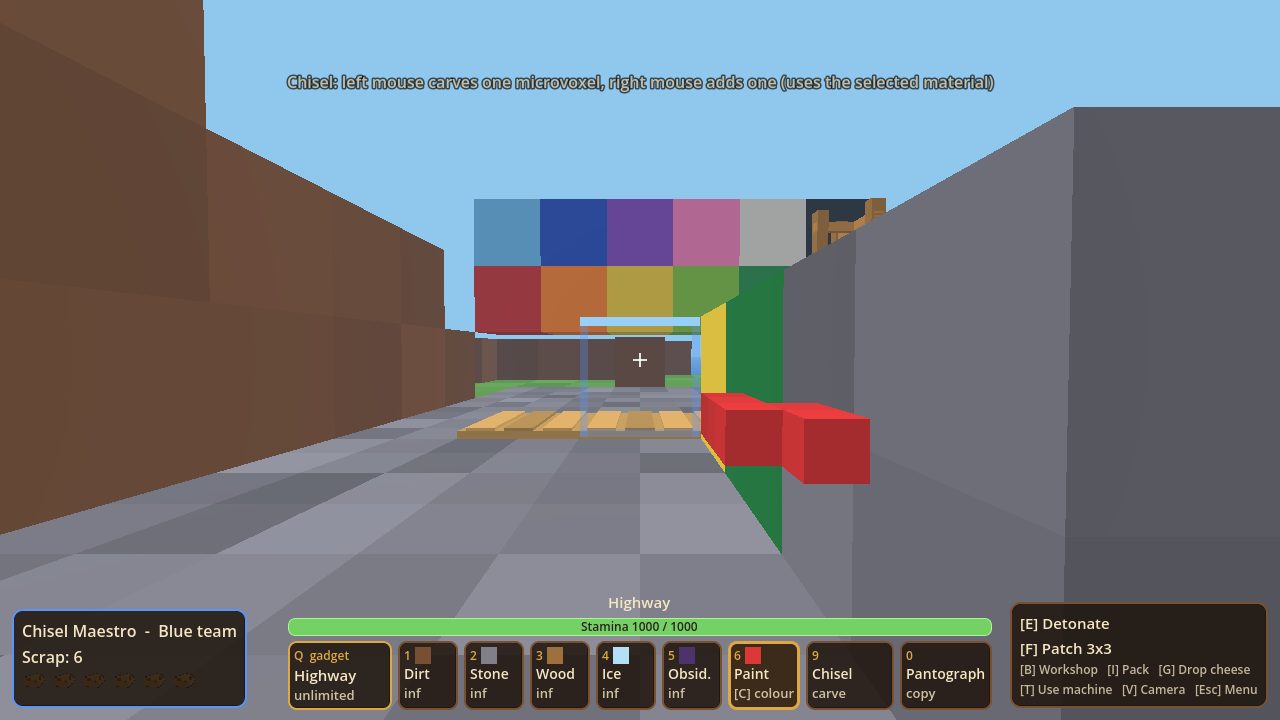 Chisel: left mouse carves one microvoxel, right mouse adds one (uses the selected material)
Highway
Stamina 1000 / 1000
Chisel Maestro - Blue team
Scrap: 6
Q gadget
Highway
unlimited
1
Dirt
inf
2
Stone
inf
3
Wood
inf
4
Ice
inf
5
Obsid.
inf
6
Paint
[C] colour
9
Chisel
carve
0
Pantograph
copy
[E] Detonate
[F] Patch 3x3
[B] Workshop [I] Pack [G] Drop cheese
[T] Use machine [V] Camera [Esc] Menu